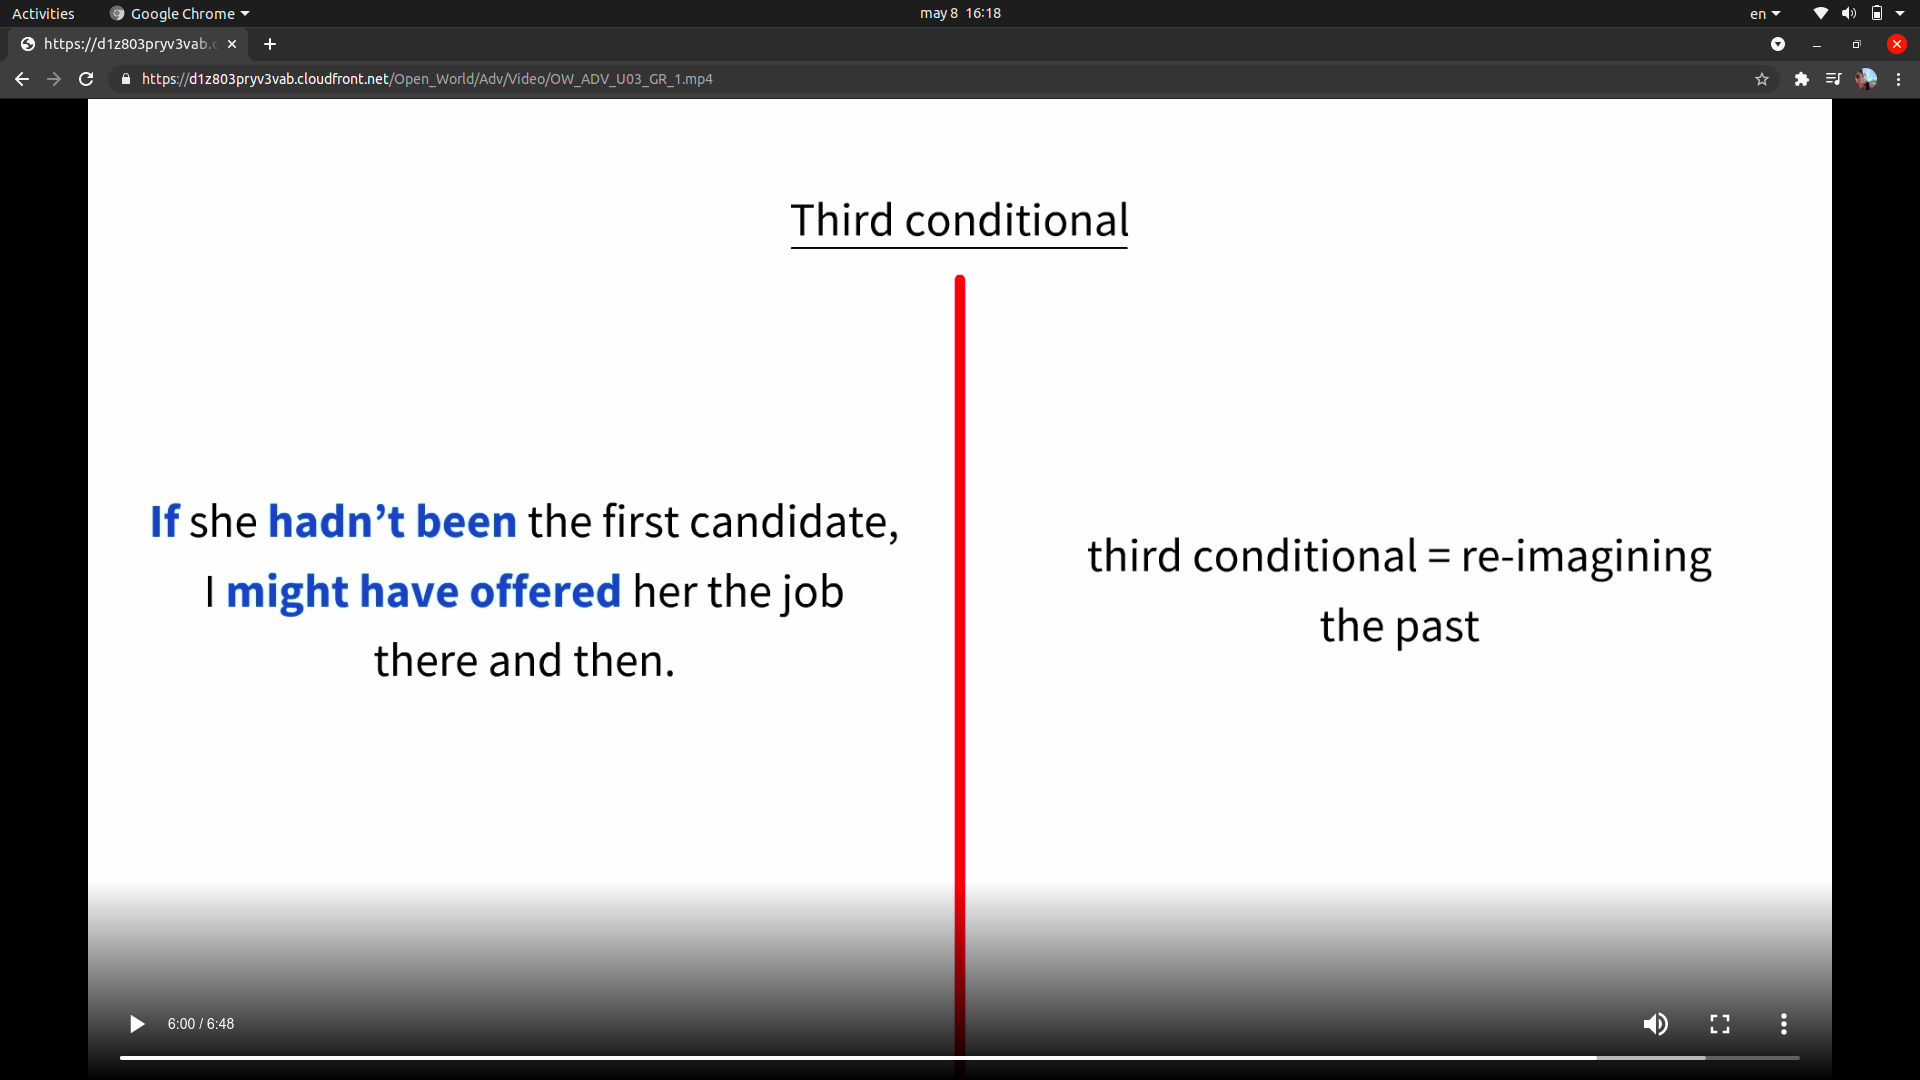 Activities
Google Chrome
may 8 16:18
en
https://d1z803pryv3vab.c
https://d1z803pryv3vab.cloudfront.net/Open_World/Adv/Video/OW_ADV_U03_GR_1.mp4
Third conditional
If she hadn't been the first candidate,
I might have offered her the job
there and then.
third conditional = re-imagining
the past
6:00 / 6:48